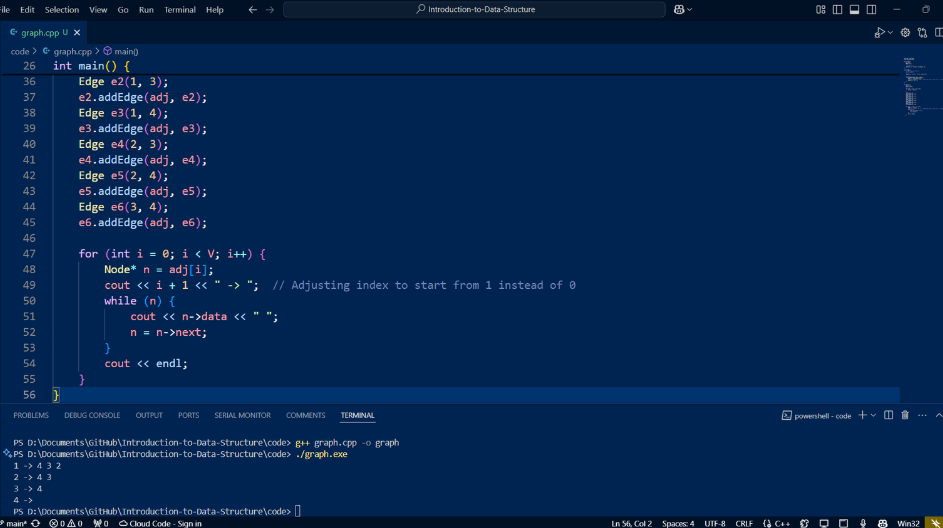 File Edit Selection View Go Run Terminal Help
Introduction-to-Data-Structure
graph.cpp U
code > graph.cpp > main()
26 int main() {
36 Edge e2(1, 3);
37 e2.addEdge(adj, e2);
38 Edge e3(1, 4);
39 e3.addEdge(adj, e3);
40 Edge e4(2, 3);
41 e4.addEdge(adj, e4);
42 Edge e5(2, 4);
43 e5.addEdge(adj, e5);
44 Edge e6(3, 4);
45 e6.addEdge(adj, e6);
46
47 for (int i = 0; i < V; i++) {
48 Node* n = adj[i];
49 cout << i + 1 << " -> "; // Adjusting index to start from 1 instead of 0
50 while (n) {
51 cout << n->data << " ";
52 n = n->next;
53 }
54 cout << endl;
55 }
56 }
PROBLEMS DEBUG CONSOLE OUTPUT PORTS SERIAL MONITOR COMMENTS TERMINAL
powershell - code
PS D:\Documents\GitHub\Introduction-to-Data-Structure\code> g++ graph.cpp -o graph
PS D:\Documents\GitHub\Introduction-to-Data-Structure\code> ./graph.exe
1 -> 4 3 2
2 -> 4 3
3 -> 4
4 ->
PS D:\Documents\GitHub\Introduction-to-Data-Structure\code>
main* 0 0 0 Cloud Code - Sign in Ln 56, Col 2 Spaces: 4 UTF-8 CRLF {} C++ Win32